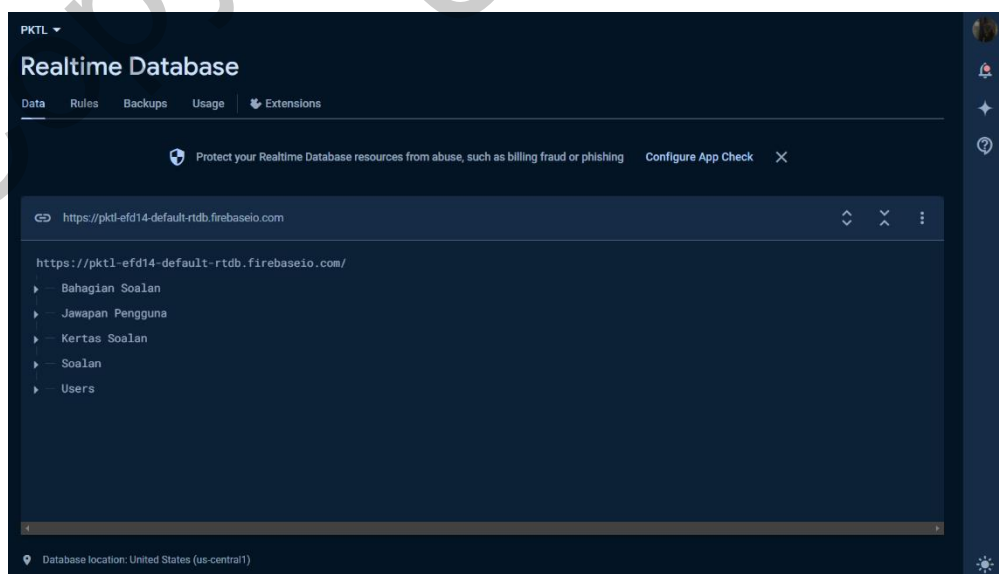 PKTL
Realtime Database
Data Rules Backups Usage Extensions
Protect your Realtime Database resources from abuse, such as billing fraud or phishing Configure App Check
https://pktl-efd14-default-rtdb.firebaseio.com
https://pktl-efd14-default-rtdb.firebaseio.com/
Bahagian Soalan
Jawapan Pengguna
Kertas Soalan
Soalan
Users
Database location: United States (us-central1)